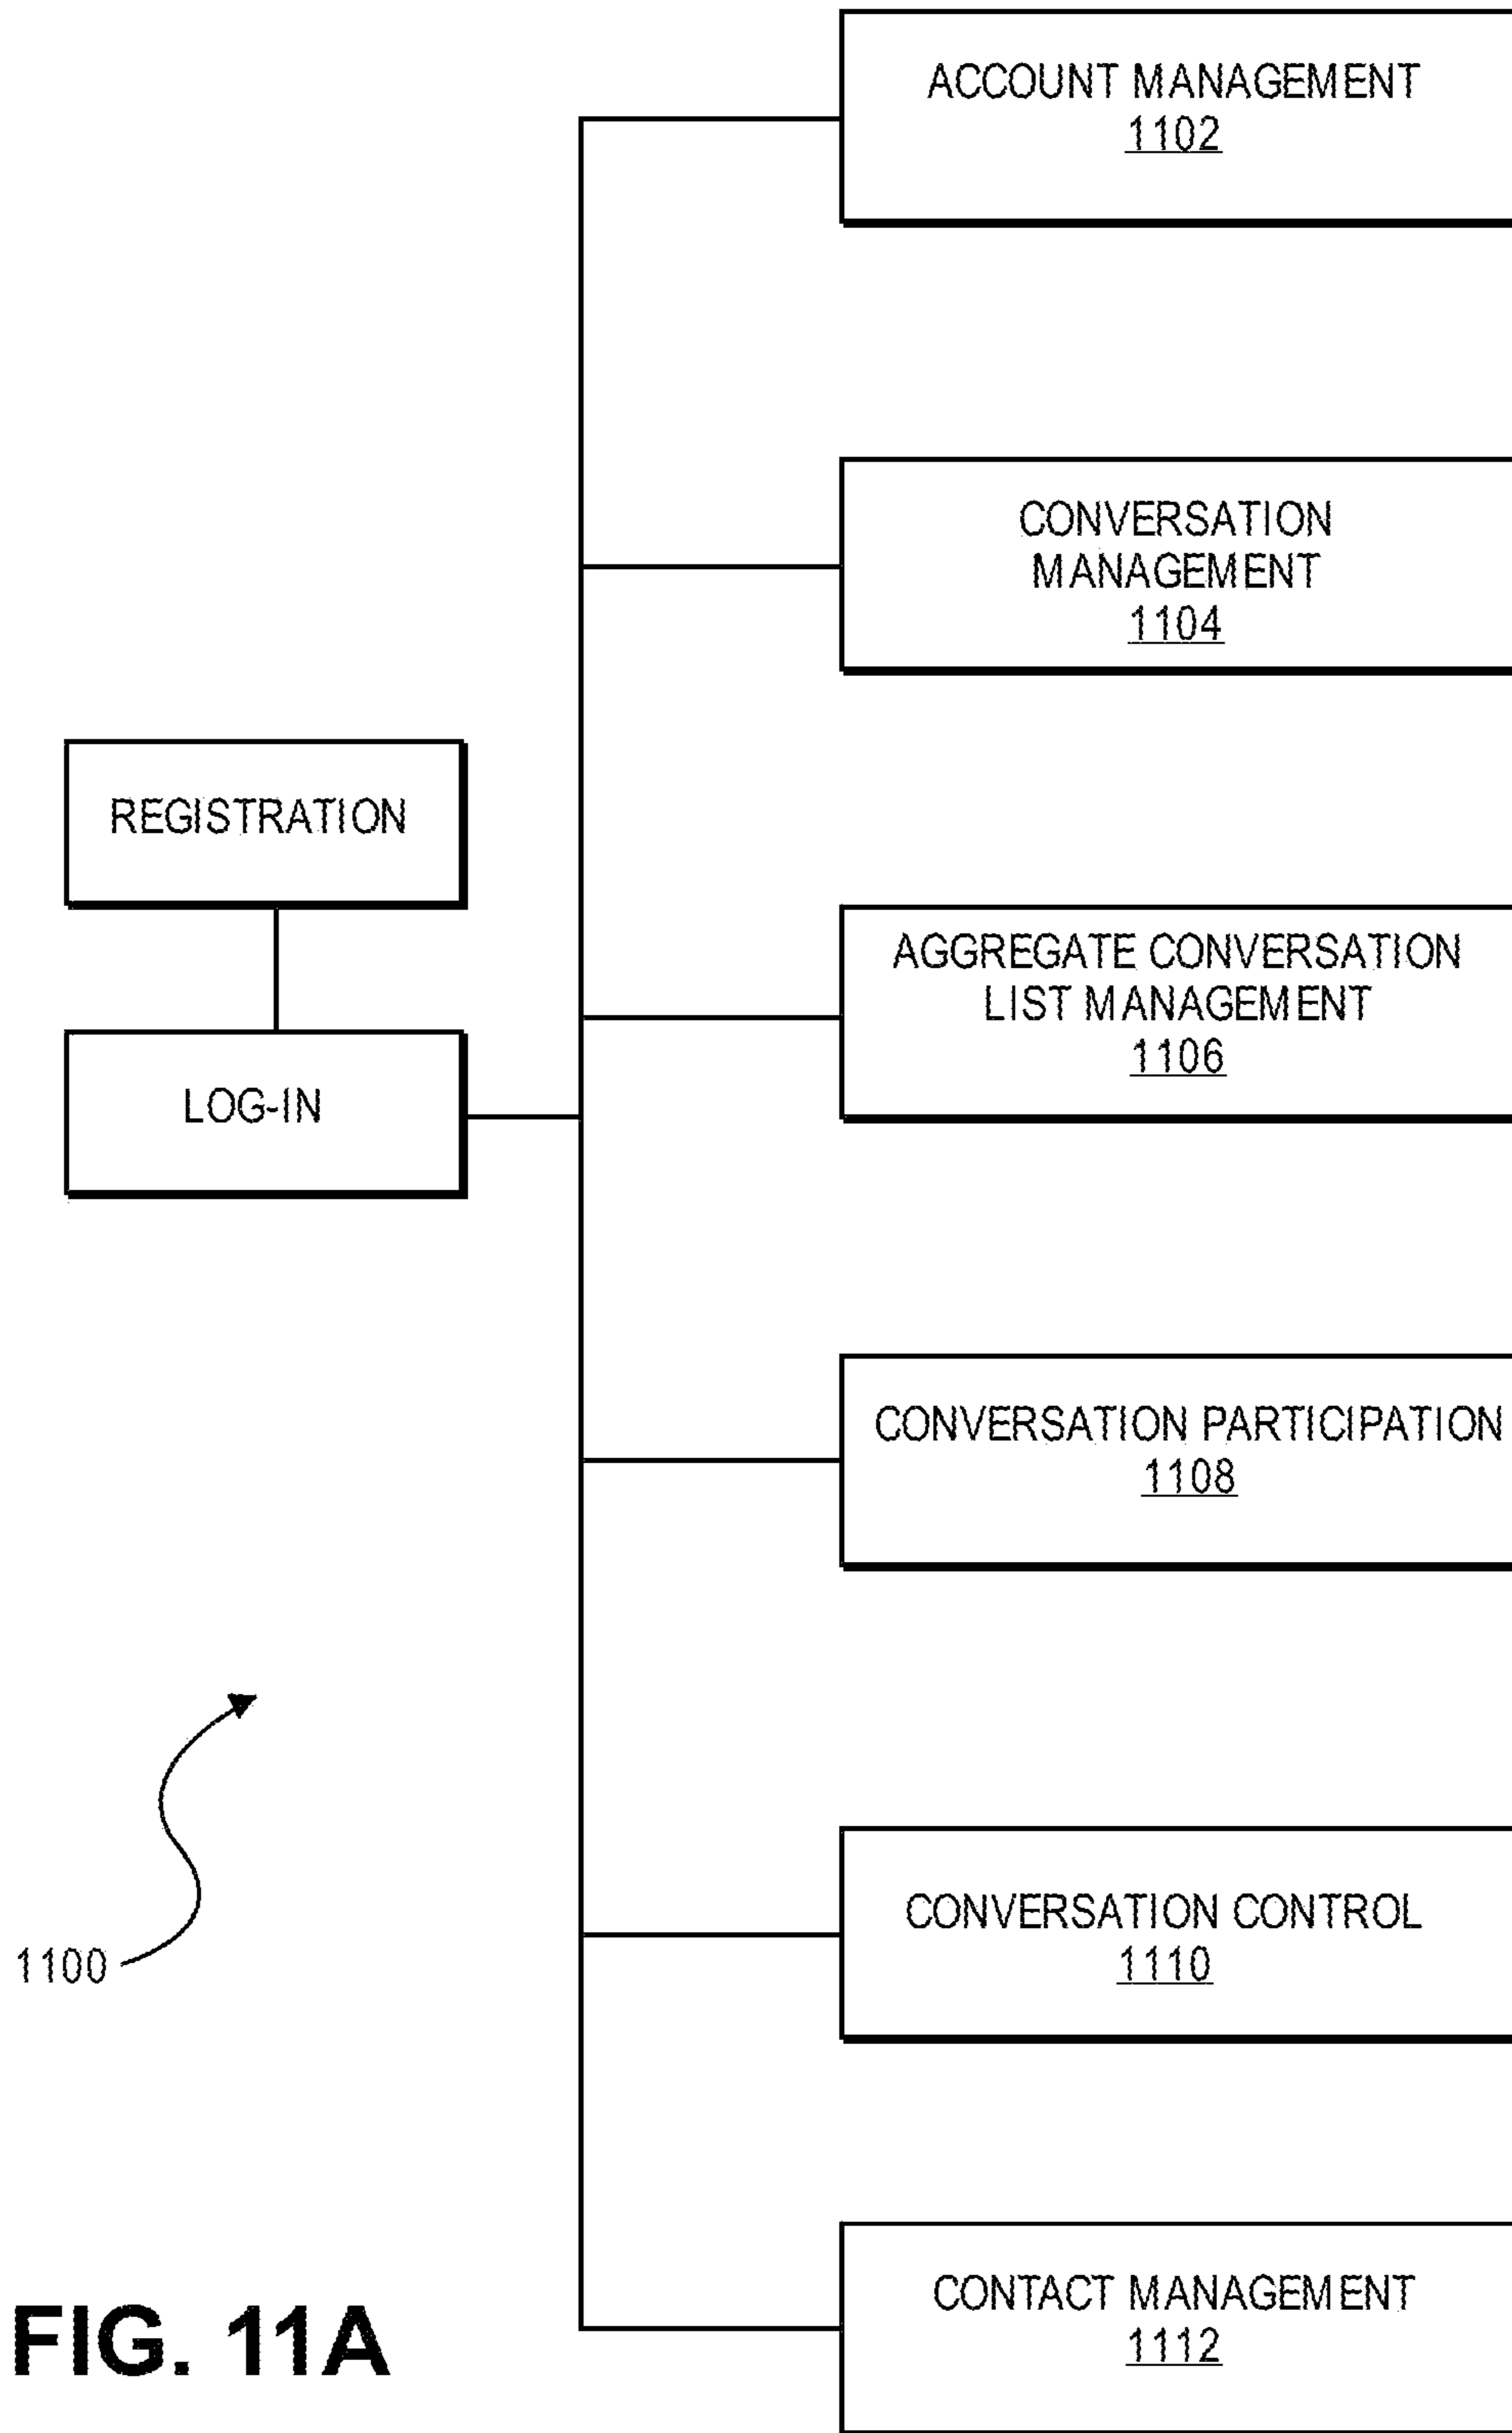 ACCOUNT MANAGEMENT
1102
CONVERSATION
MANAGEMENT
1104
REGISTRATION
LOG-IN
AGGREGATE CONVERSATION
LIST MANAGEMENT
1106
CONVERSATION PARTICIPATION
1108
CONVERSATION CONTROL
1110
1100
CONTACT MANAGEMENT
1112
FIG. 11A